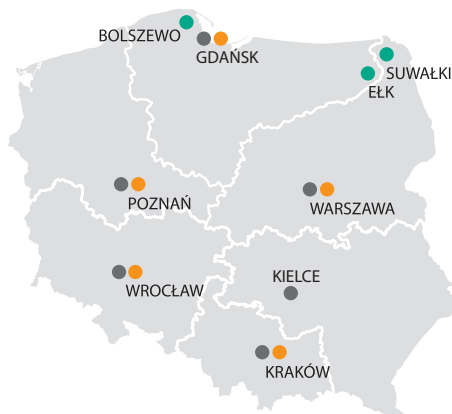 BOLSZEWO
GDAŃSK
SUWAŁKI
EŁK
POZNAŃ
WARSZAWA
KIELCE
WROCŁAW
KRAKÓW